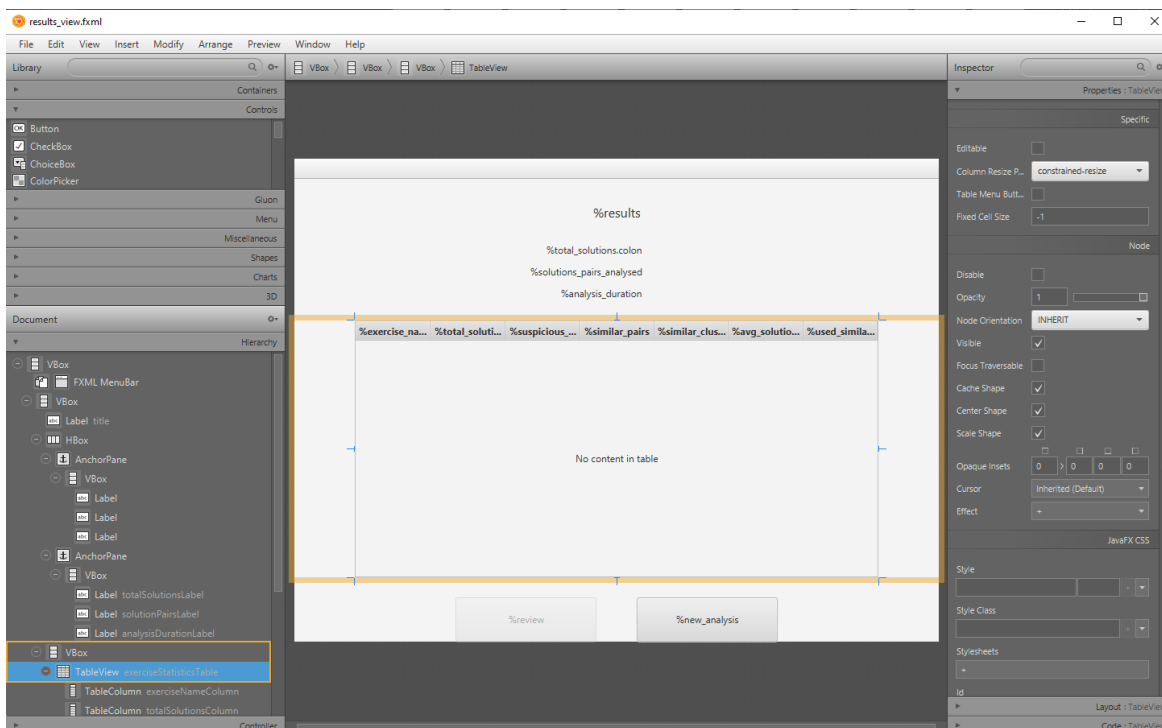 results_view.fxml
File Edit View Insert Modify Arrange Preview Window Help
Library
Containers
Controls
Button
CheckBox
ChoiceBox
ColorPicker
Gluon
Menu
Miscellaneous
Shapes
Charts
3D
Document
Hierarchy
VBox
FXML MenuBar
VBox
Label title
HBox
AnchorPane
VBox
Label
Label
Label
AnchorPane
VBox
Label totalSolutionsLabel
Label solutionPairsLabel
Label analysisDurationLabel
VBox
TableView exerciseStatisticsTable
TableColumn exerciseNameColumn
TableColumn totalSolutionsColumn
Controller
VBox VBox VBox TableView
%results
%total_solutions.colon
%solutions_pairs_analysed
%analysis_duration
%exercise_na... %total_soluti... %suspicious_... %similar_pairs %similar_clus... %avg_solutio... %used_simila...
No content in table
%review %new_analysis
Inspector
Properties : TableView
Specific
Editable
Column Resize P... constrained-resize
Table Menu Butt...
Fixed Cell Size -1
Node
Disable
Opacity 1
Node Orientation INHERIT
Visible
Focus Traversable
Cache Shape
Center Shape
Scale Shape
Opaque Insets 0 0 0 0
Cursor Inherited (Default)
Effect +
JavaFX CSS
Style
Style Class
Stylesheets
+
Id
Layout : TableView
Code : TableView